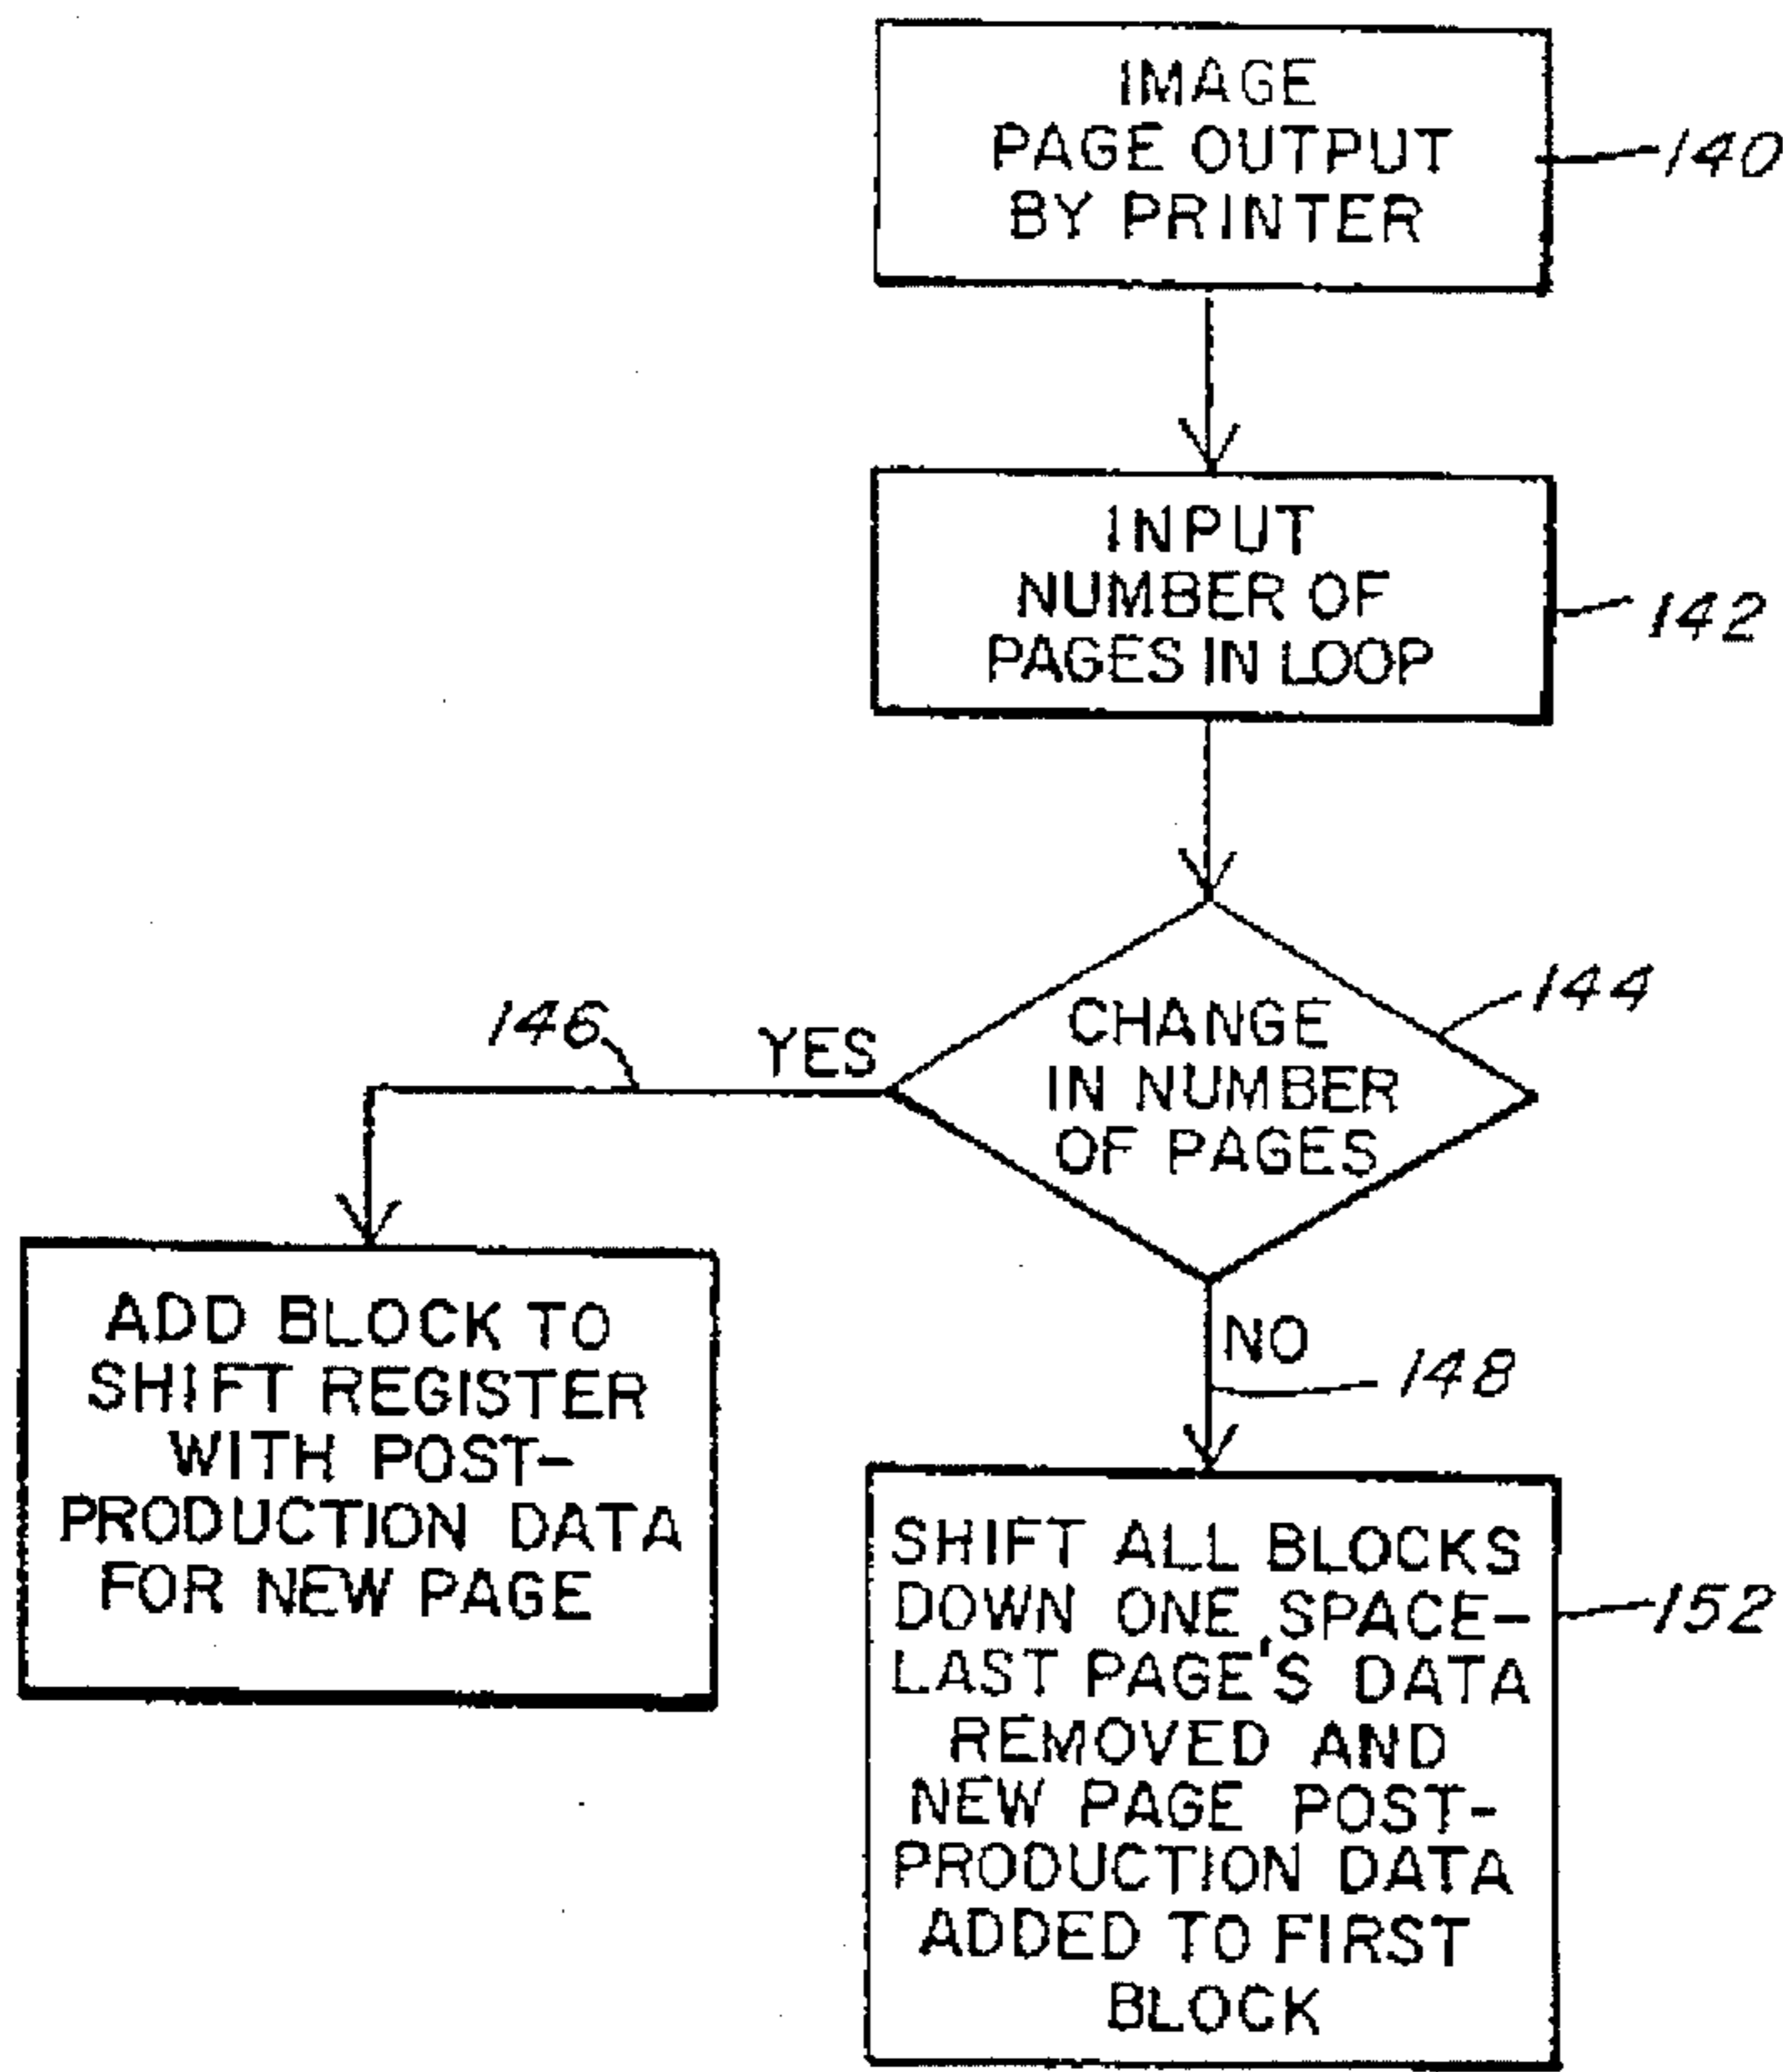 IMAGE
PAGE OUTPUT
BY PRINTER
140
INPUT
NUMBER OF
PAGES IN LOOP
142
CHANGE
IN NUMBER
OF PAGES
144
146
YES
ADD BLOCK TO
SHIFT REGISTER
WITH POST-
PRODUCTION DATA
FOR NEW PAGE
NO
148
SHIFT ALL BLOCKS
DOWN ONE SPACE-
LAST PAGE'S DATA
REMOVED AND
NEW PAGE POST-
PRODUCTION DATA
ADDED TO FIRST
BLOCK
152